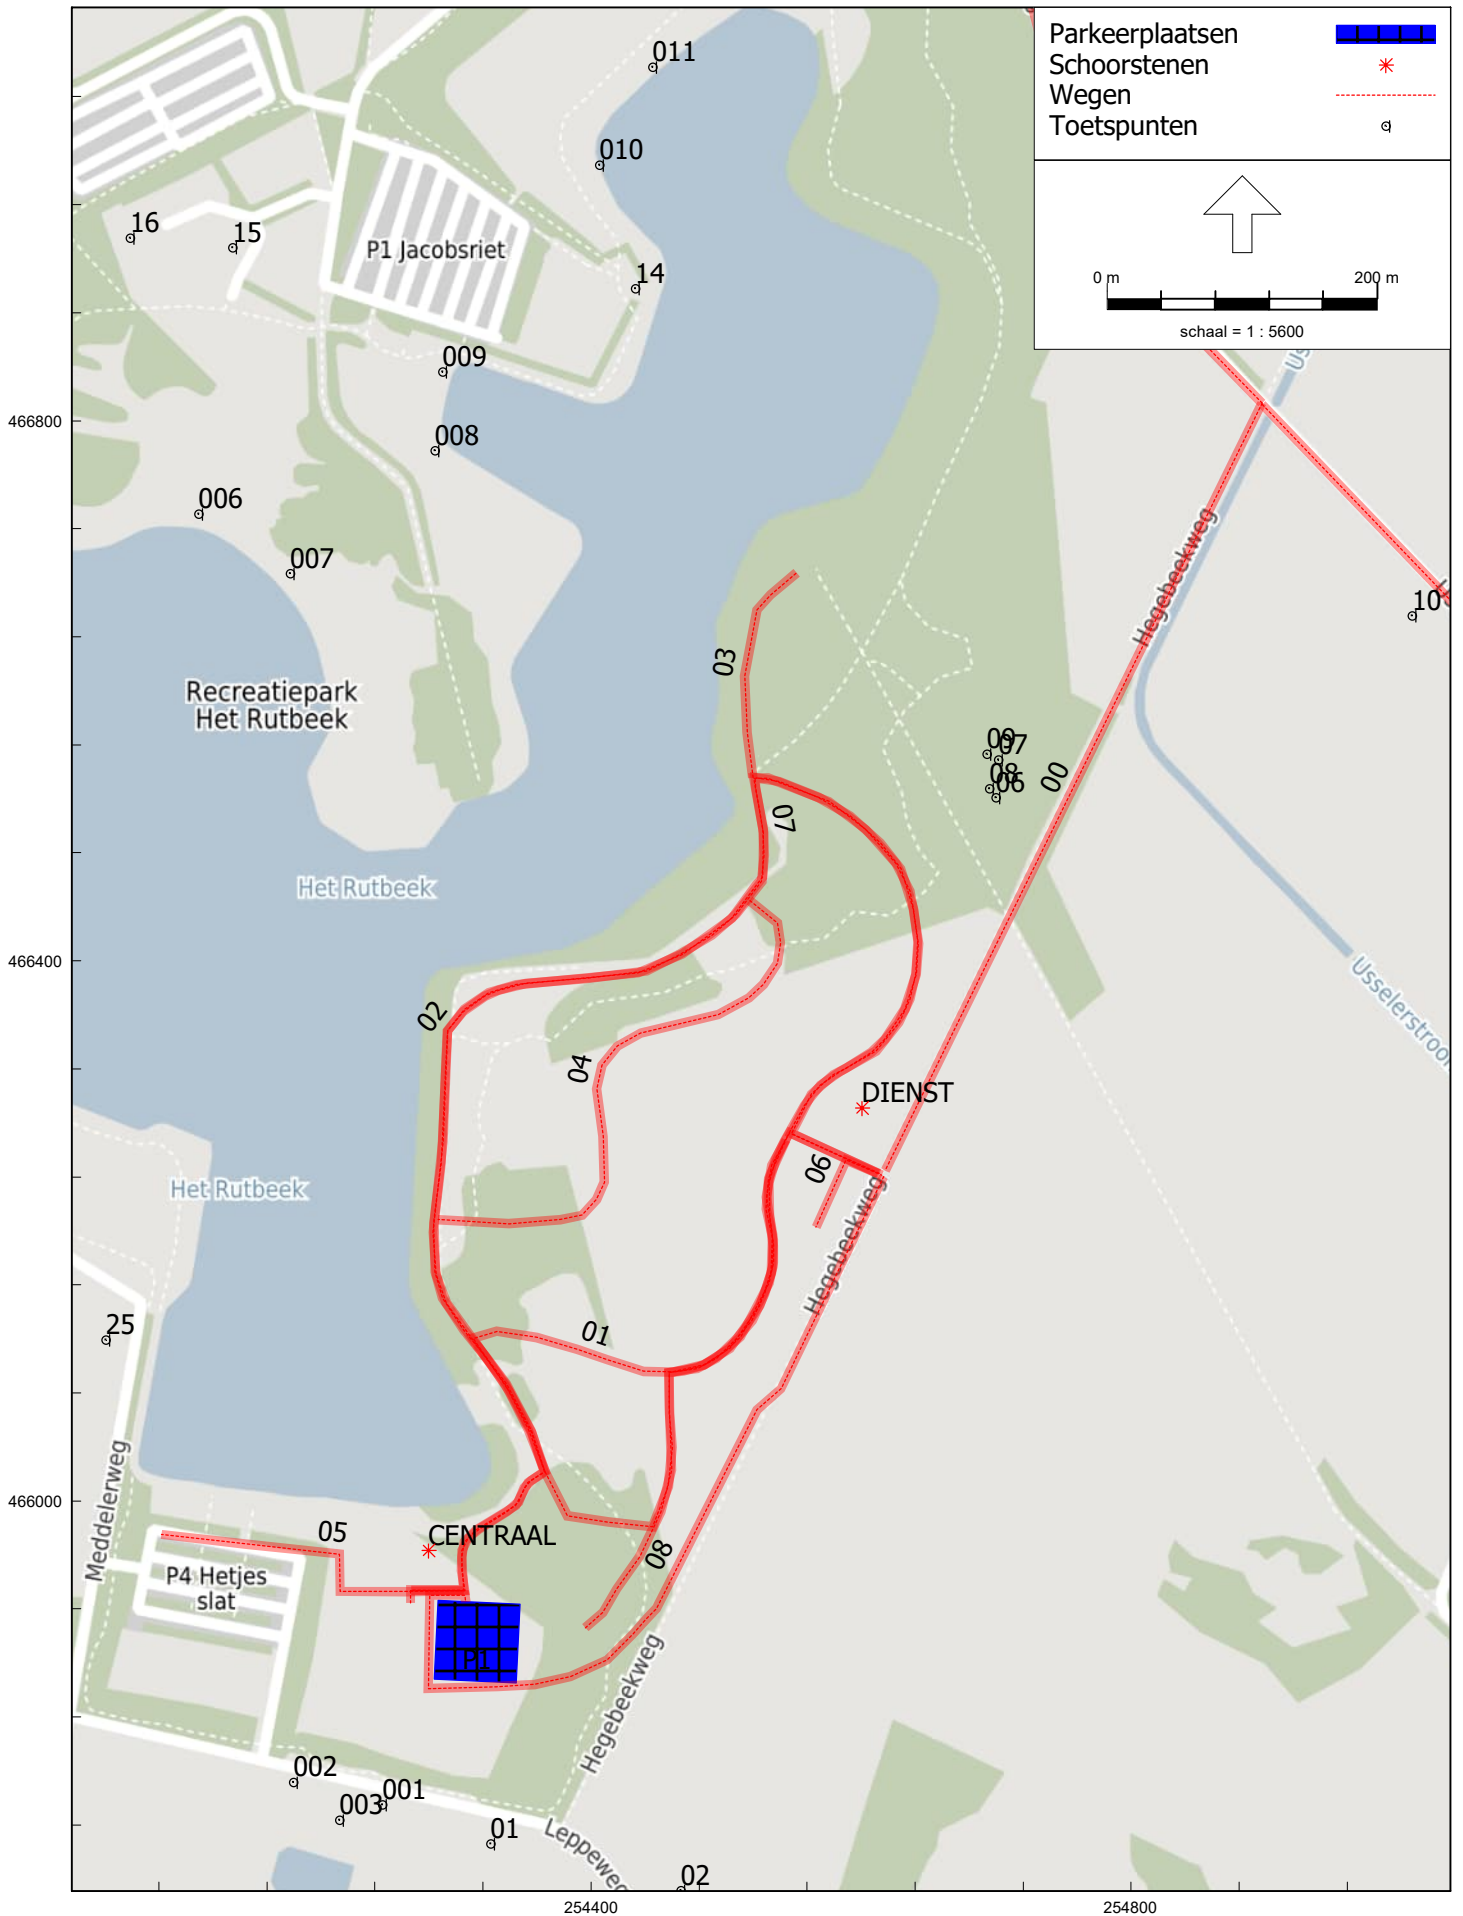 Parkeerplaatsen
Schoorstenen
Wegen
Toetspunten
0 m
200 m
schaal = 1 : 5600
011
010
16
15
P1 Jacobsriet
14
009
466800
008
006
007
Hegebeekweg
10
03
Recreatiepark
Het Rutbeek
09
07
08
06
00
07
Het Rutbeek
466400
Usselerstroom
02
04
DIENST
06
Het Rutbeek
Hegebeekweg
25
01
Meddelerweg
466000
05
CENTRAAL
08
P4 Hetjes
slat
P1
Hegebeekweg
002
001
003
01
Leppeweg
02
254400
254800